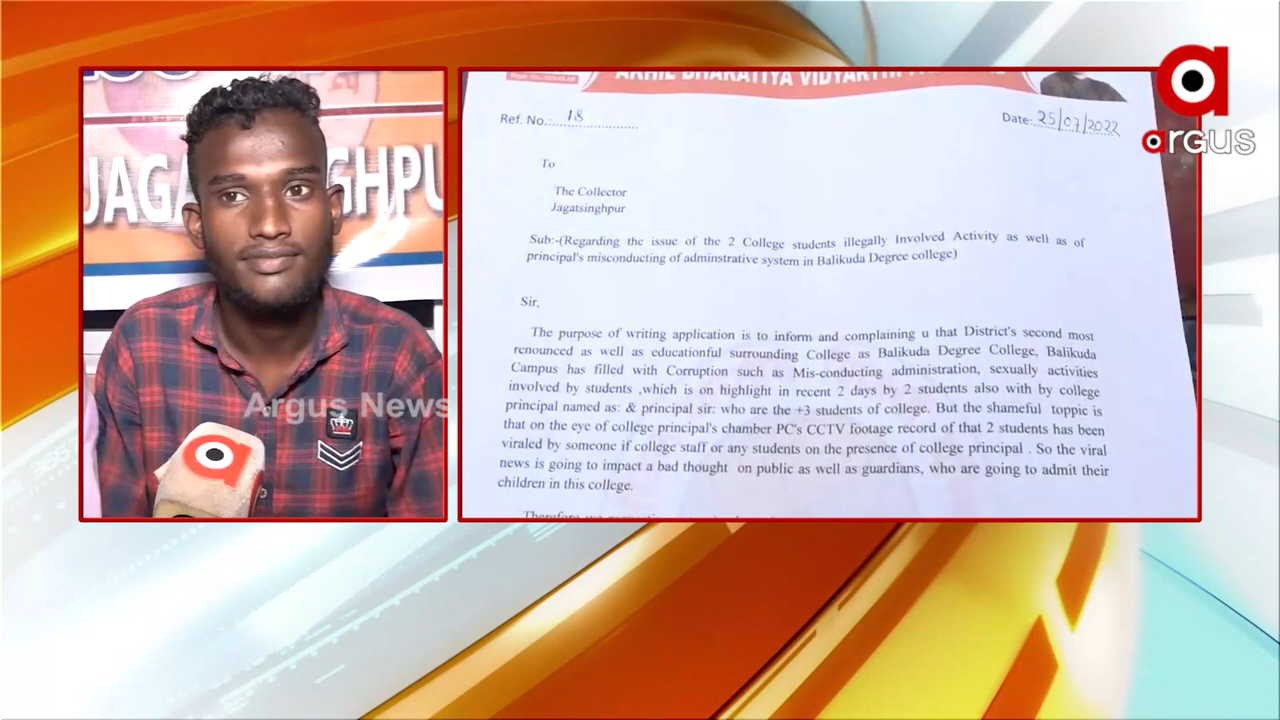 JAGA GHPU
Argus News
AKHIL BHARATIYA VIDYARTHI
Ref. No.: 18
Date: 25/07/2022
To
The Collector
Jagatsinghpur
Sub:-(Regarding the issue of the 2 College students illegally Involved Activity as well as of
principal's misconducting of adminstrative system in Balikuda Degree college)
Sir,
The purpose of writing application is to inform and complaining u that District's second most
renounced as well as educationful surrounding College as Balikuda Degree College, Balikuda
Campus has filled with Corruption such as Mis-conducting administration, sexually activities
involved by students ,which is on highlight in recent 2 days by 2 students also with by college
principal named as: & principal sir: who are the +3 students of college. But the shameful toppic is
that on the eye of college principal's chamber PC's CCTV footage record of that 2 students has been
viraled by someone if college staff or any students on the presence of college principal . So the viral
news is going to impact a bad thought on public as well as guardians, who are going to admit their
children in this college.
a
argus